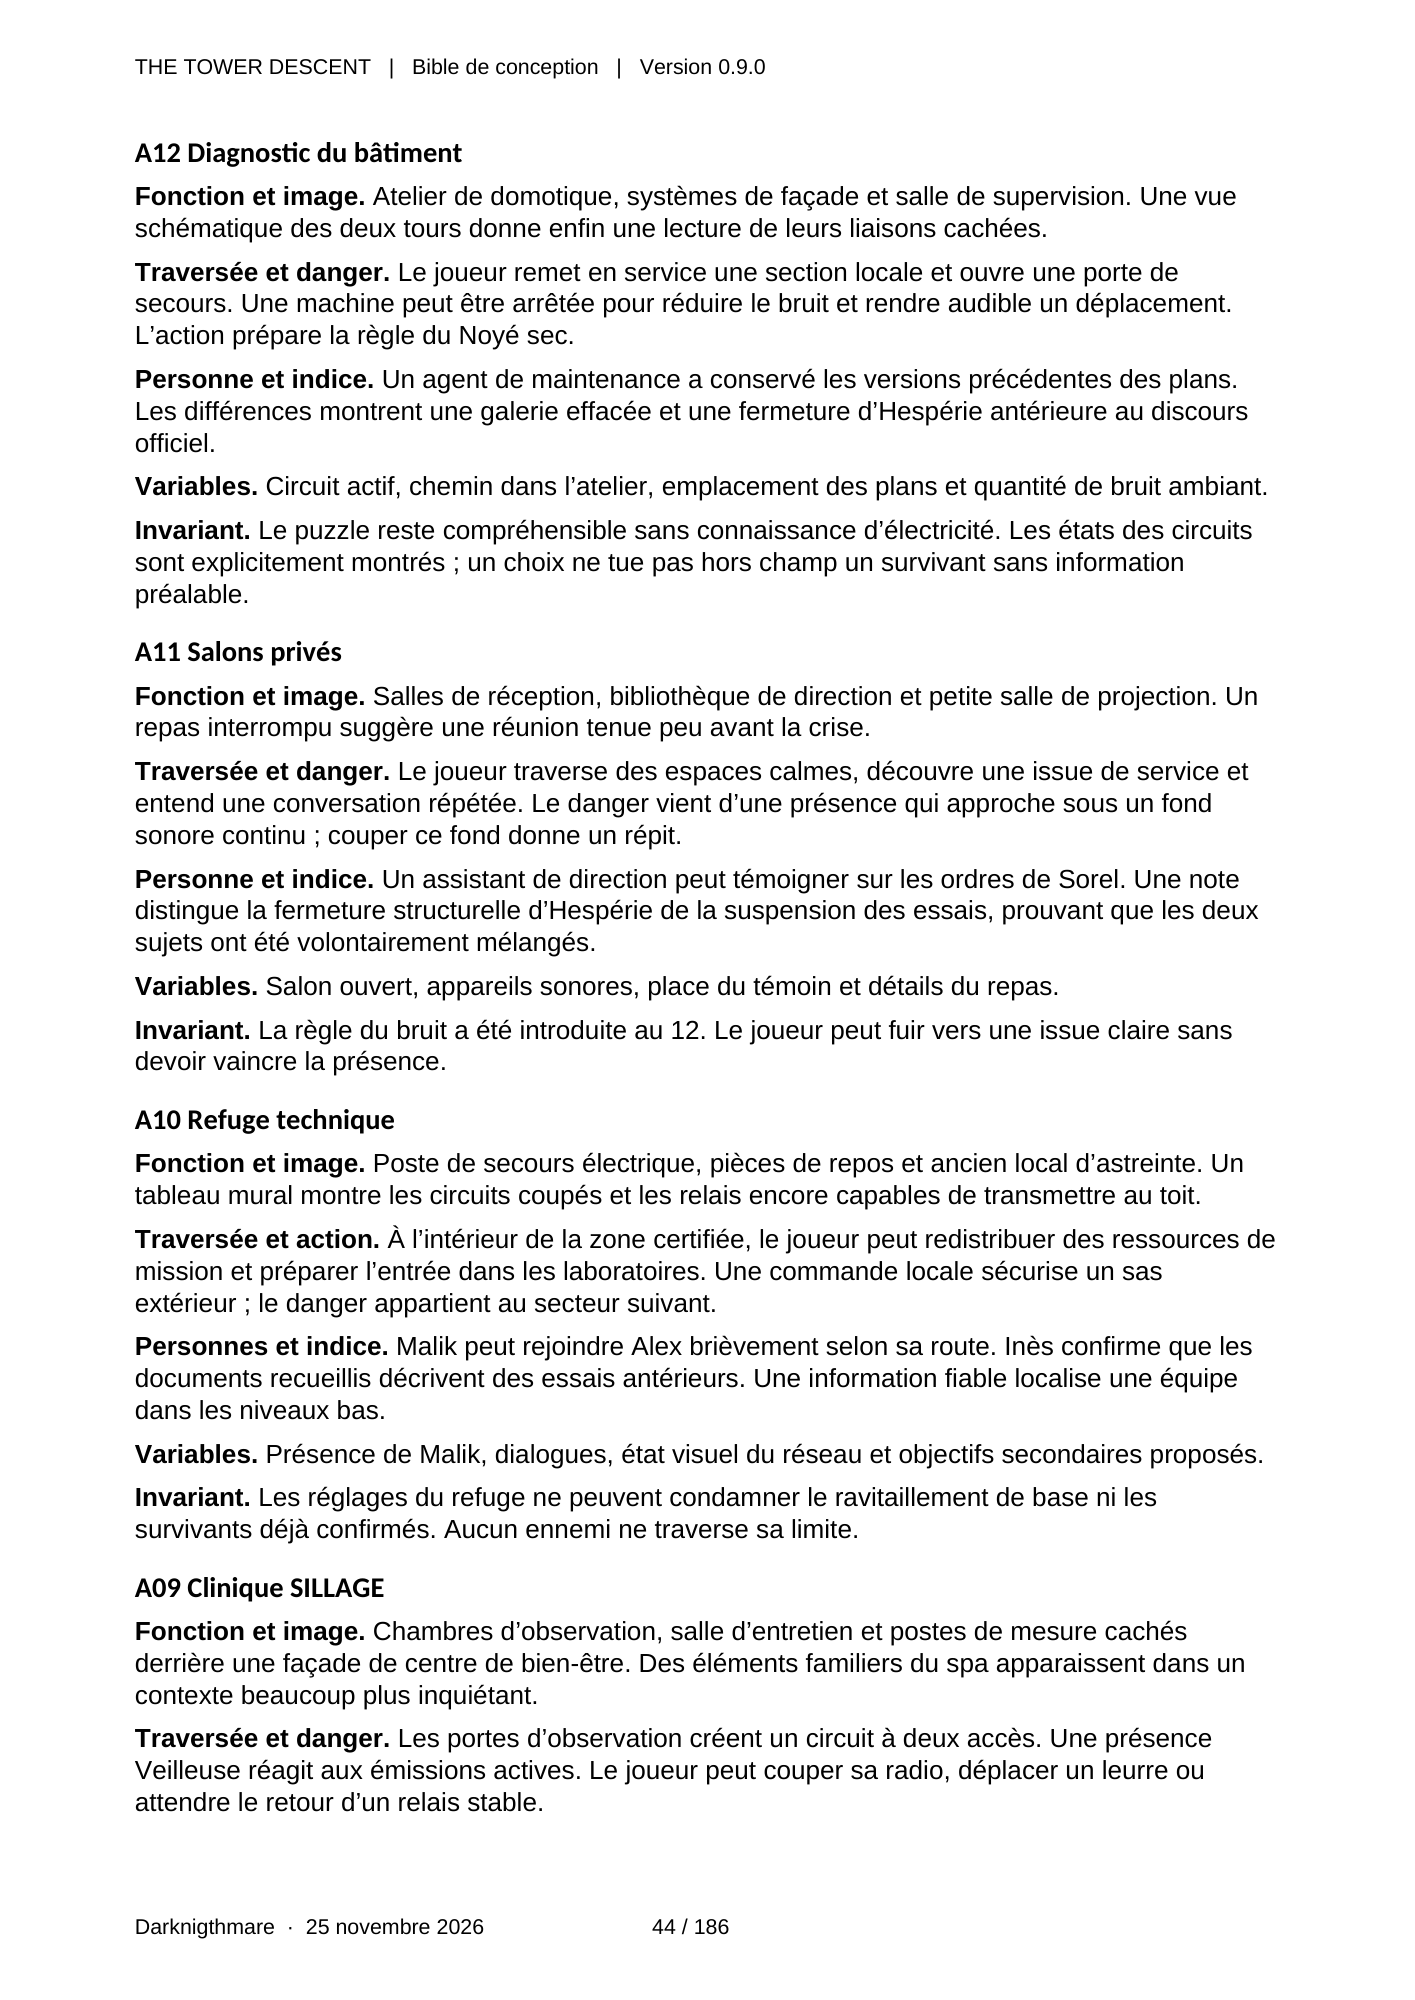 THE TOWER DESCENT | Bible de conception | Version 0.9.0
A12 Diagnostic du bâtiment
Fonction et image. Atelier de domotique, systèmes de façade et salle de supervision. Une vue
schématique des deux tours donne enfin une lecture de leurs liaisons cachées.
Traversée et danger. Le joueur remet en service une section locale et ouvre une porte de
secours. Une machine peut être arrêtée pour réduire le bruit et rendre audible un déplacement.
L’action prépare la règle du Noyé sec.
Personne et indice. Un agent de maintenance a conservé les versions précédentes des plans.
Les différences montrent une galerie effacée et une fermeture d’Hespérie antérieure au discours
officiel.
Variables. Circuit actif, chemin dans l’atelier, emplacement des plans et quantité de bruit ambiant.
Invariant. Le puzzle reste compréhensible sans connaissance d’électricité. Les états des circuits
sont explicitement montrés ; un choix ne tue pas hors champ un survivant sans information
préalable.
A11 Salons privés
Fonction et image. Salles de réception, bibliothèque de direction et petite salle de projection. Un
repas interrompu suggère une réunion tenue peu avant la crise.
Traversée et danger. Le joueur traverse des espaces calmes, découvre une issue de service et
entend une conversation répétée. Le danger vient d’une présence qui approche sous un fond
sonore continu ; couper ce fond donne un répit.
Personne et indice. Un assistant de direction peut témoigner sur les ordres de Sorel. Une note
distingue la fermeture structurelle d’Hespérie de la suspension des essais, prouvant que les deux
sujets ont été volontairement mélangés.
Variables. Salon ouvert, appareils sonores, place du témoin et détails du repas.
Invariant. La règle du bruit a été introduite au 12. Le joueur peut fuir vers une issue claire sans
devoir vaincre la présence.
A10 Refuge technique
Fonction et image. Poste de secours électrique, pièces de repos et ancien local d’astreinte. Un
tableau mural montre les circuits coupés et les relais encore capables de transmettre au toit.
Traversée et action. À l’intérieur de la zone certifiée, le joueur peut redistribuer des ressources de
mission et préparer l’entrée dans les laboratoires. Une commande locale sécurise un sas
extérieur ; le danger appartient au secteur suivant.
Personnes et indice. Malik peut rejoindre Alex brièvement selon sa route. Inès confirme que les
documents recueillis décrivent des essais antérieurs. Une information fiable localise une équipe
dans les niveaux bas.
Variables. Présence de Malik, dialogues, état visuel du réseau et objectifs secondaires proposés.
Invariant. Les réglages du refuge ne peuvent condamner le ravitaillement de base ni les
survivants déjà confirmés. Aucun ennemi ne traverse sa limite.
A09 Clinique SILLAGE
Fonction et image. Chambres d’observation, salle d’entretien et postes de mesure cachés
derrière une façade de centre de bien-être. Des éléments familiers du spa apparaissent dans un
contexte beaucoup plus inquiétant.
Traversée et danger. Les portes d’observation créent un circuit à deux accès. Une présence
Veilleuse réagit aux émissions actives. Le joueur peut couper sa radio, déplacer un leurre ou
attendre le retour d’un relais stable.
Darknigthmare · 25 novembre 2026 44 / 186